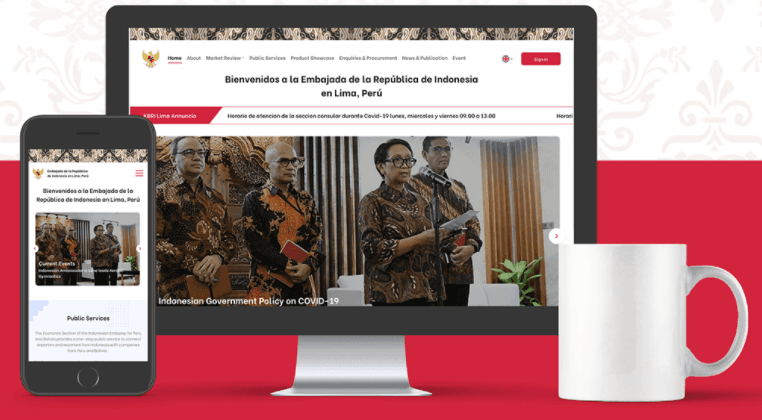 Home About Market Review Public Services Product Showcase Enquiries & Procurement News & Publication Event Sign in
Bienvenidos a la Embajada de la República de Indonesia
en Lima, Perú
KBRI Lima Annuncio Horario de atencion de la seccion consular durante Covid-19 lunes, miercoles y viernes 09:00 a 13:00 Horari
Indonesian Government Policy on COVID-19
Embajada de la República
de Indonesia en Lima, Perú
Bienvenidos a la Embajada de la
República de Indonesia en Lima, Perú
Current Events
Indonesian Ambassador
Gymnastics
Public Services
The Economic Section of the Indonesian Embassy for Peru
and Bolivia provides a one-stop public service to connect
importers and exporters from Indonesia with companies
from Peru and Bolivia.